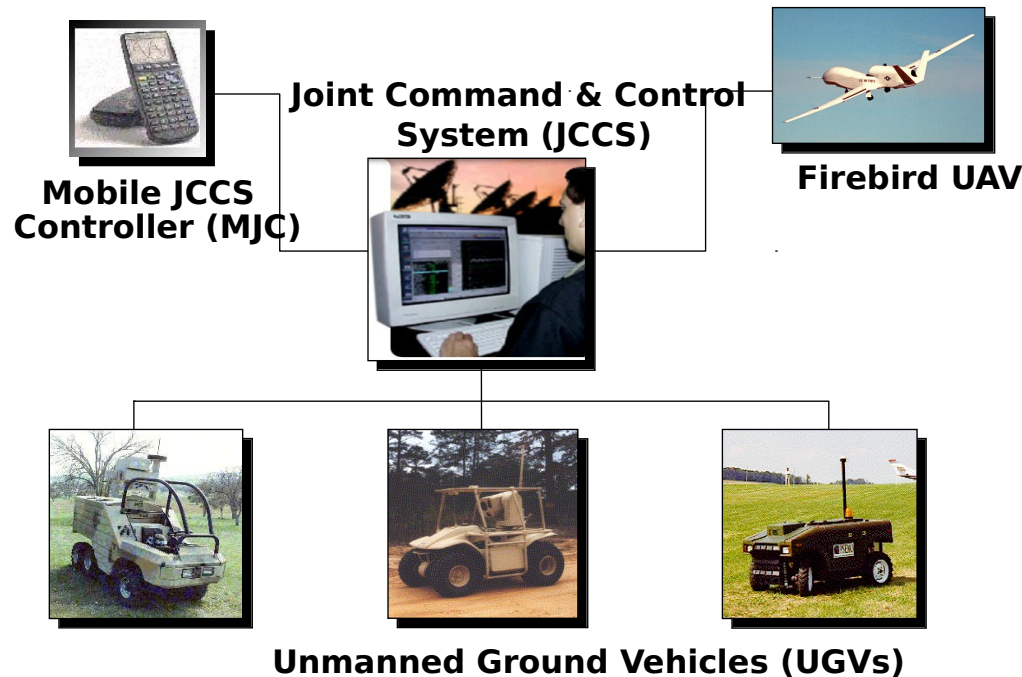 Joint Command & Control
System (JCCS)
Mobile JCCS
Controller (MJC)
Firebird UAV
Unmanned Ground Vehicles (UGVs)